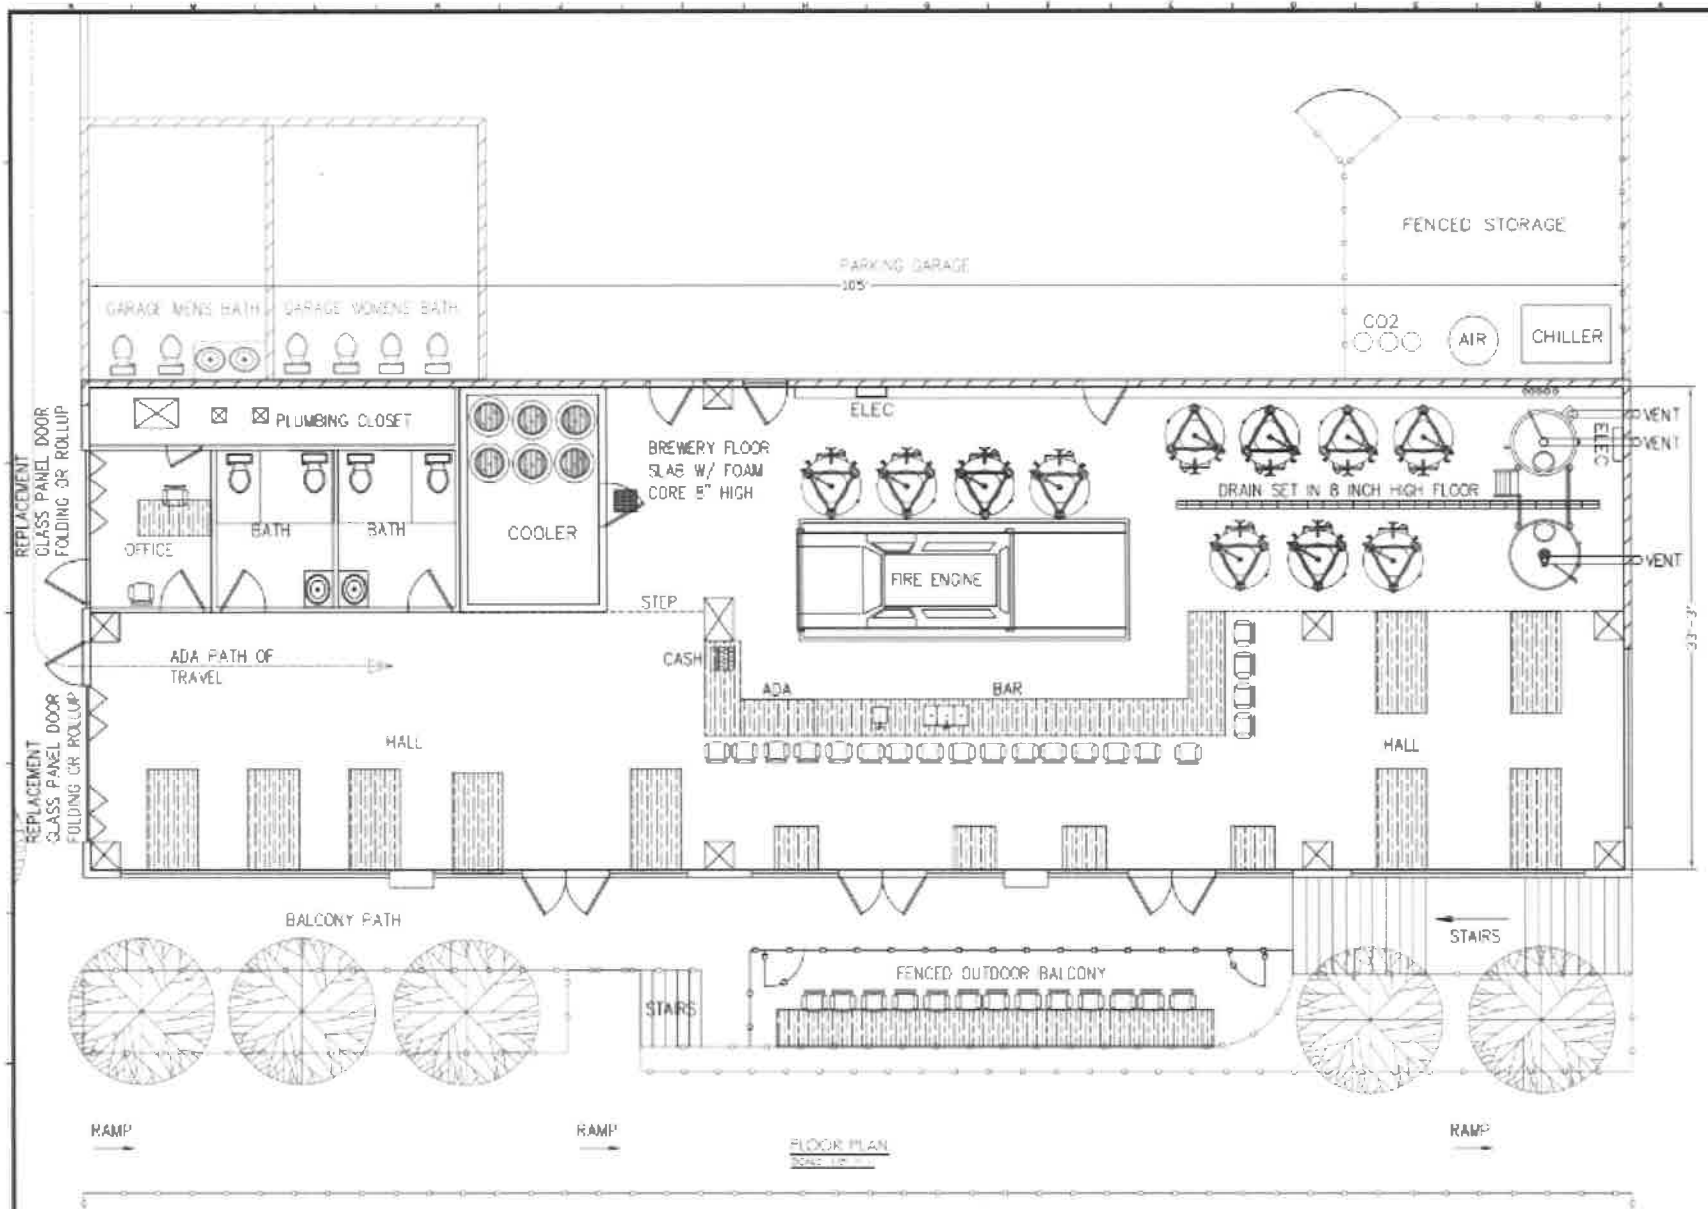 FENCED STORAGE
PARKING GARAGE
105'
GARAGE MENS BATH
GARAGE WOMENS BATH
CO2
AIR
CHILLER
REPLACEMENT
GLASS PANEL DOOR
FOLDING OR ROLLUP
PLUMBING CLOSET
ELEC
VENT
VENT
ELEC
BREWERY FLOOR
SLAB W/ FOAM
CORE 8" HIGH
DRAIN SET IN 8 INCH HIGH FLOOR
OFFICE
BATH
BATH
COOLER
FIRE ENGINE
VENT
STEP
33'-3"
ADA PATH OF
TRAVEL
CASH
ADA
BAR
REPLACEMENT
GLASS PANEL DOOR
FOLDING OR ROLLUP
HALL
HALL
BALCONY PATH
STAIRS
FENCED OUTDOOR BALCONY
STAIRS
RAMP
RAMP
RAMP
FLOOR PLAN